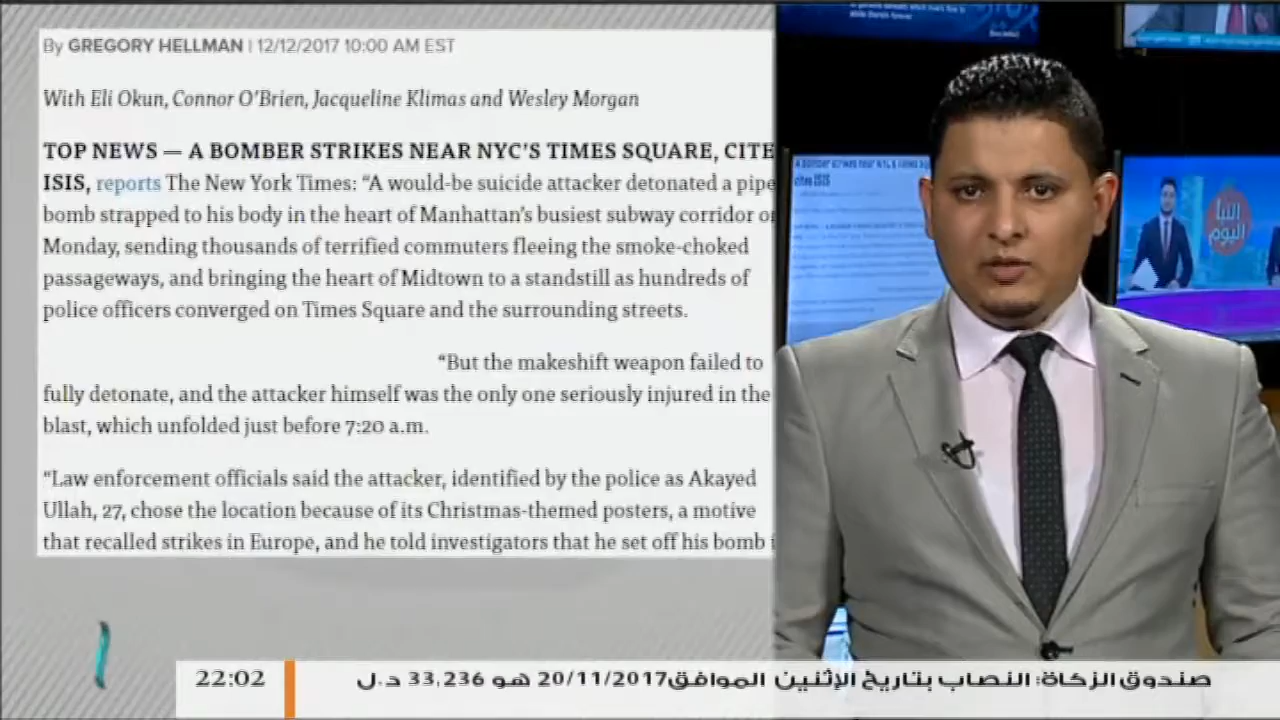 By GREGORY HELLMAN | 12/12/2017 10:00 AM EST
With Eli Okun, Connor O'Brien, Jacqueline Klimas and Wesley Morgan
TOP NEWS — A BOMBER STRIKES NEAR NYC'S TIMES SQUARE, CITE
ISIS, reports The New York Times: “A would-be suicide attacker detonated a pipe
bomb strapped to his body in the heart of Manhattan's busiest subway corridor
Monday, sending thousands of terrified commuters fleeing the smoke-choked
passageways, and bringing the heart of Midtown to a standstill as hundreds of
police officers converged on Times Square and the surrounding streets.
“But the makeshift weapon failed to
fully detonate, and the attacker himself was the only one seriously injured in the
blast, which unfolded just before 7:20 a.m.
“Law enforcement officials said the attacker, identified by the police as Akayed
Ullah, 27, chose the location because of its Christmas-themed posters, a motive
that recalled strikes in Europe, and he told investigators that he set off his bomb
cites ISIS
النبأ
اليوم
22:02
صندوق الزكاة: النصاب بتاريخ الإثنين الموافق20/11/2017 هو 33,236 د.ل